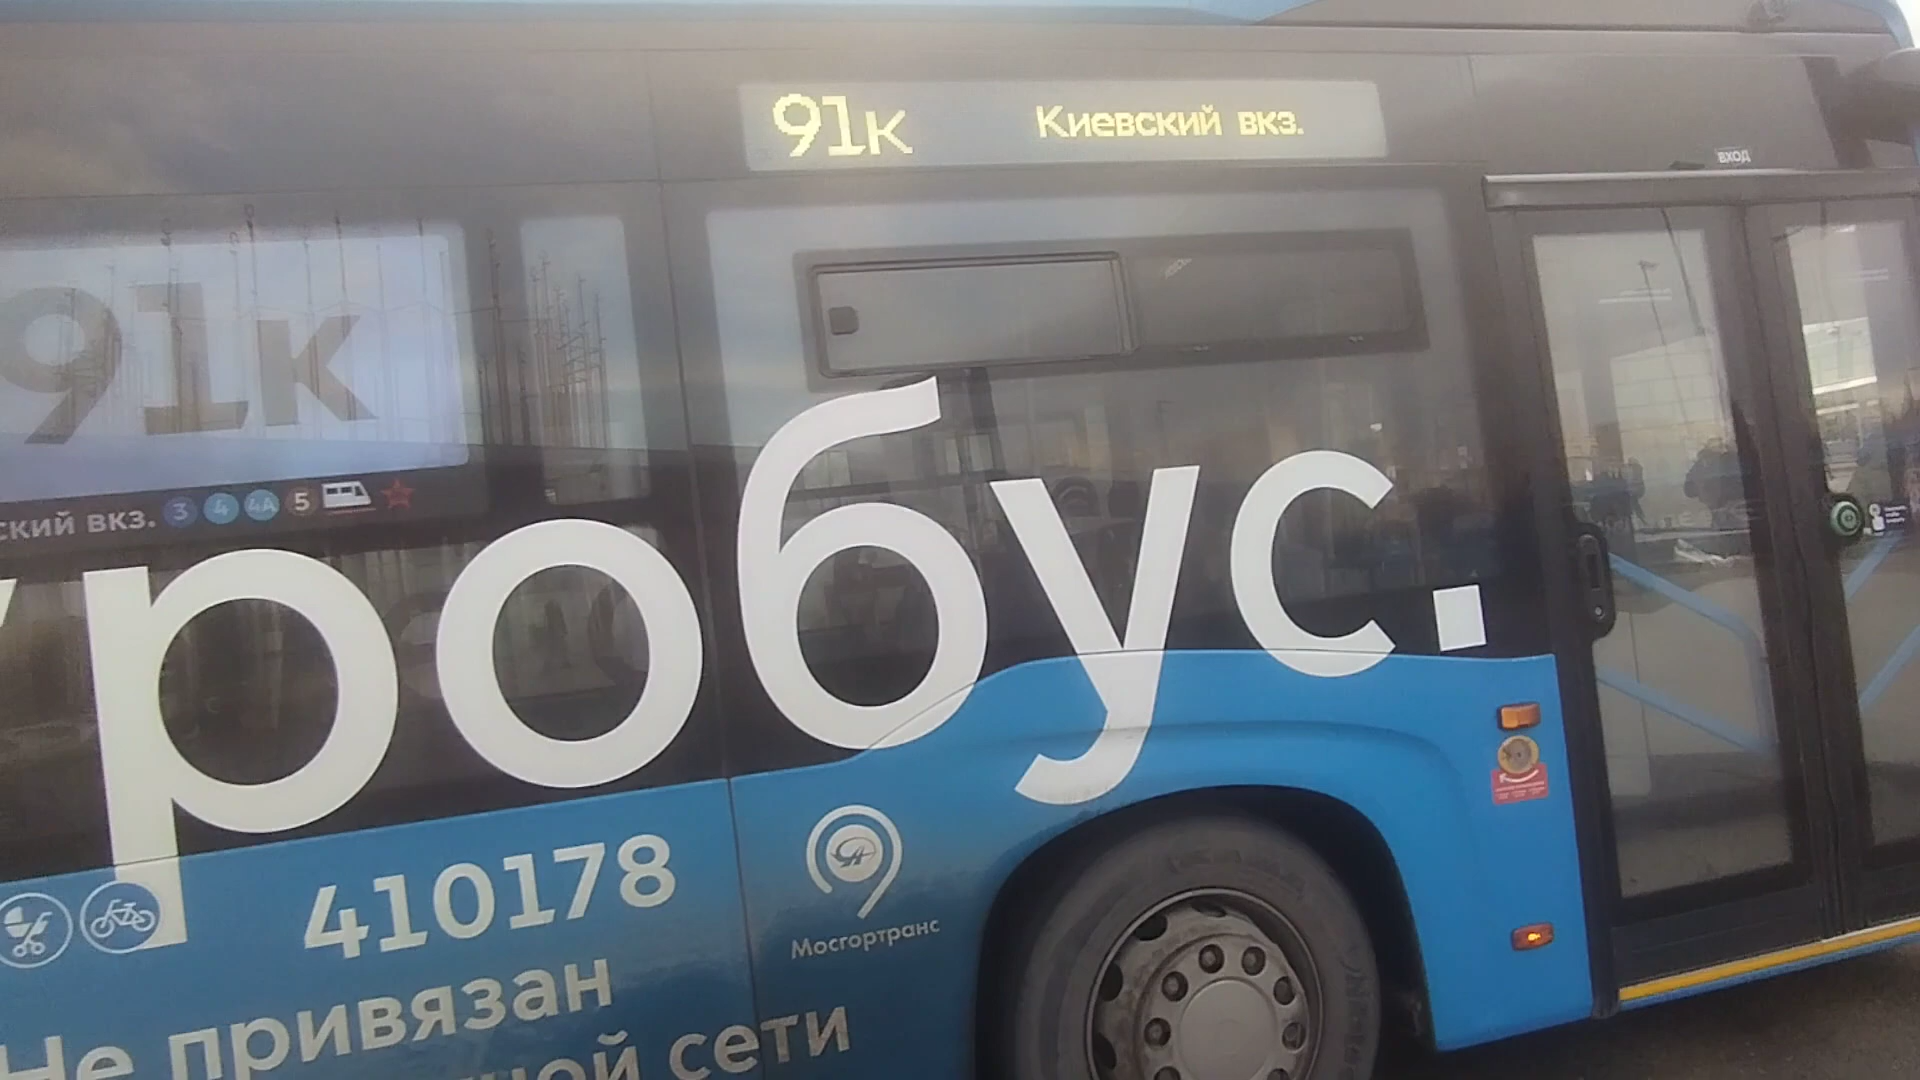 91к Киевский вкз.
ВХОД
91к
ский вкз. 3 4 4А 5
робус.
410178
Мосгортранс
Не привязан
ной сети